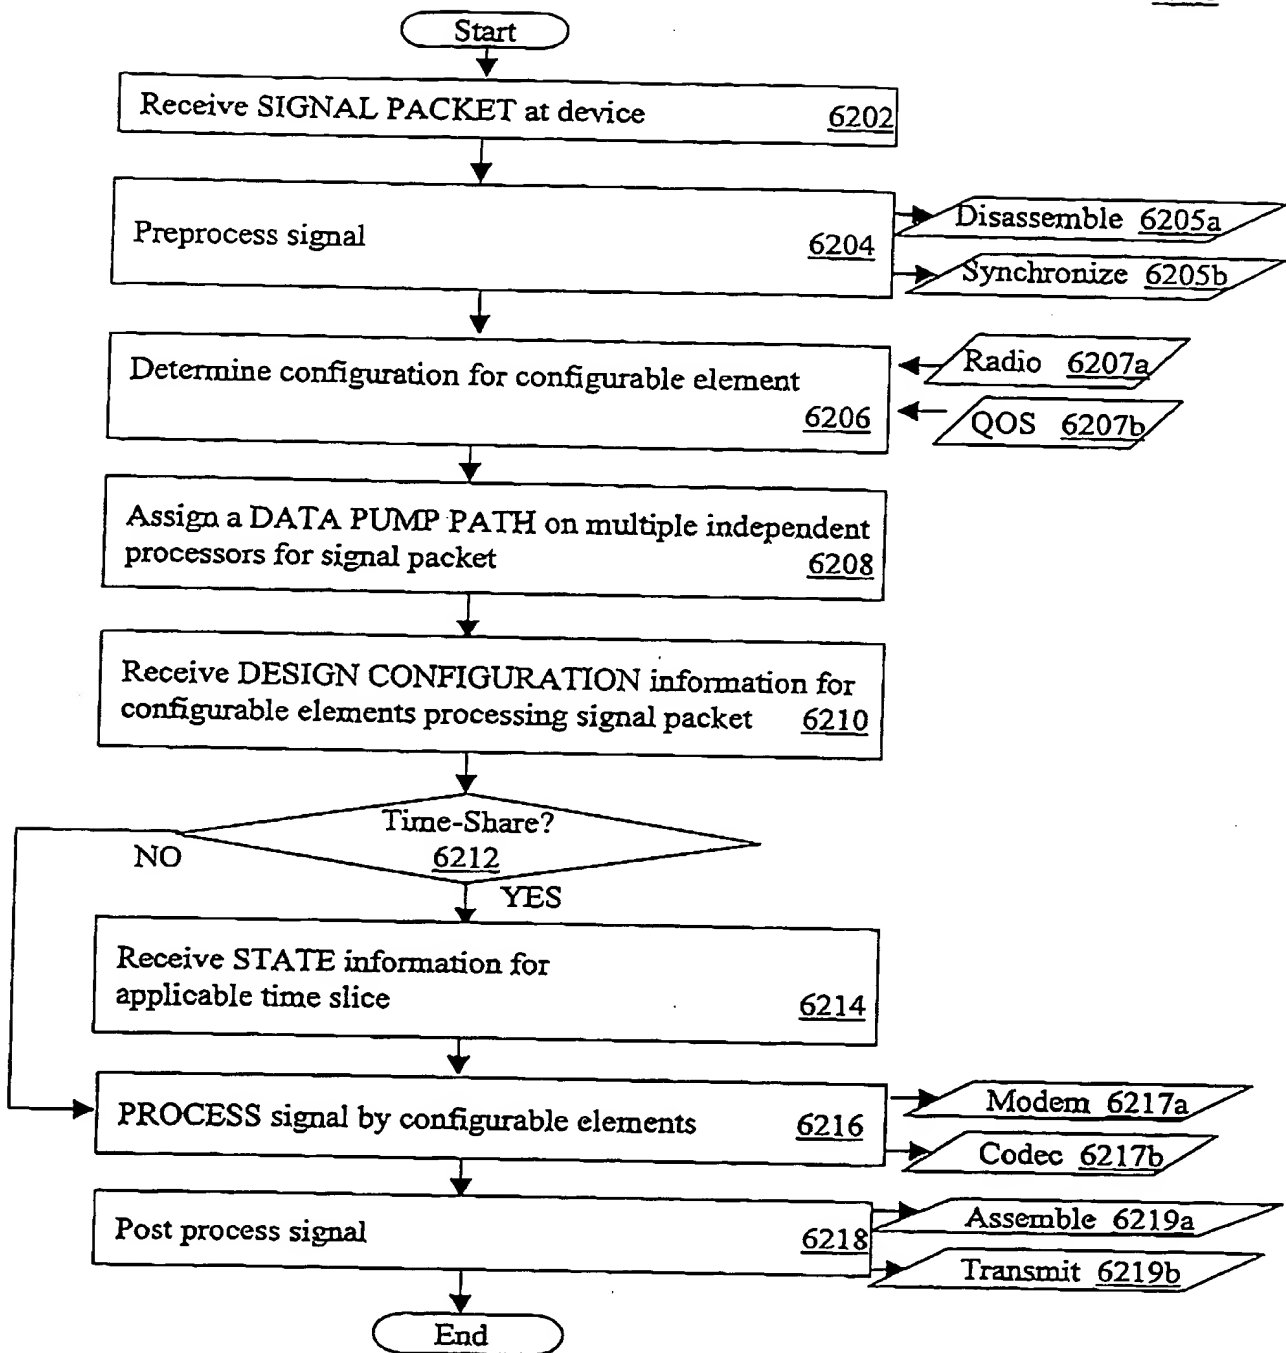 Start
Receive SIGNAL PACKET at device 6202
Preprocess signal 6204
Disassemble 6205a
Synchronize 6205b
Determine configuration for configurable element
6206
Radio 6207a
QOS 6207b
Assign a DATA PUMP PATH on multiple independent
processors for signal packet 6208
Receive DESIGN CONFIGURATION information for
configurable elements processing signal packet 6210
Time-Share?
6212
NO
YES
Receive STATE information for
applicable time slice 6214
PROCESS signal by configurable elements 6216
Modem 6217a
Codec 6217b
Post process signal 6218
Assemble 6219a
Transmit 6219b
End